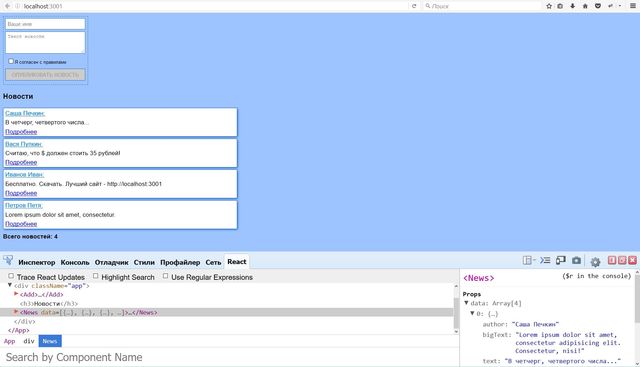 localhost:3001
Поиск
Ваше имя
Текст новости
Я согласен с правилами
ОПУБЛИКОВАТЬ НОВОСТЬ
Новости
Саша Печкин:
В четверг, четвертого числа...
Подробнее
Вася Пупкин:
Считаю, что $ должен стоить 35 рублей!
Подробнее
Иванов Иван:
Бесплатно. Скачать. Лучший сайт - http://localhost:3001
Подробнее
Петров Петя:
Lorem ipsum dolor sit amet, consectetur.
Подробнее
Всего новостей: 4
Инспектор Консоль Отладчик Стили Профайлер Сеть React
Trace React Updates Highlight Search Use Regular Expressions
<div className="app">
<Add>…</Add>
<h3>Новости</h3>
<News data=[{…}, {…}, {…}, …]>…</News>
</div>
</App>
App div News
Search by Component Name
<News> ($r in the console)
Props
data: Array[4]
0: {…}
author: "Саша Печкин"
bigText: "Lorem ipsum dolor sit amet,
consectetur adipisicing elit.
Consectetur, nisi!"
text: "В четверг, четвертого числа..."